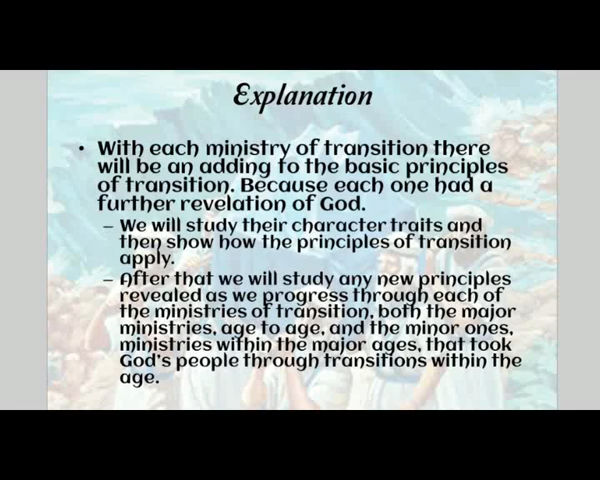 Explanation
• With each ministry of transition there
will be an adding to the basic principles
of transition. Because each one had a
further revelation of God.
– We will study their character traits and
then show how the principles of transition
apply.
– After that we will study any new principles
revealed as we progress through each of
the ministries of transition, both the major
ministries, age to age, and the minor ones,
ministries within the major ages, that took
God's people through transitions within the
age.